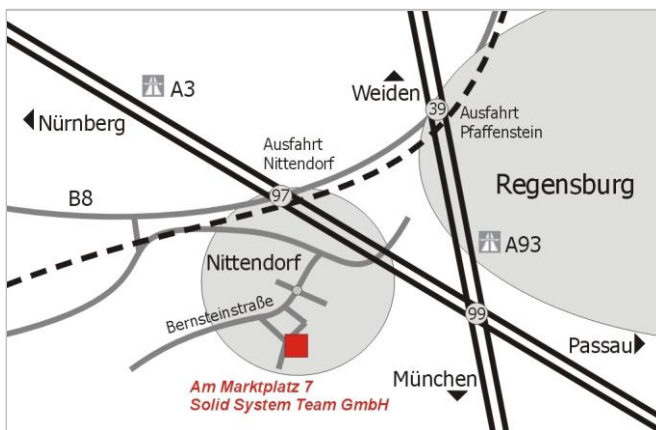 A3
Weiden
39
Ausfahrt
Pfaffenstein
Nürnberg
Ausfahrt
Nittendorf
Regensburg
B8
97
A93
Nittendorf
Bernsteinstraße
99
Passau
München
Am Marktplatz 7
Solid System Team GmbH